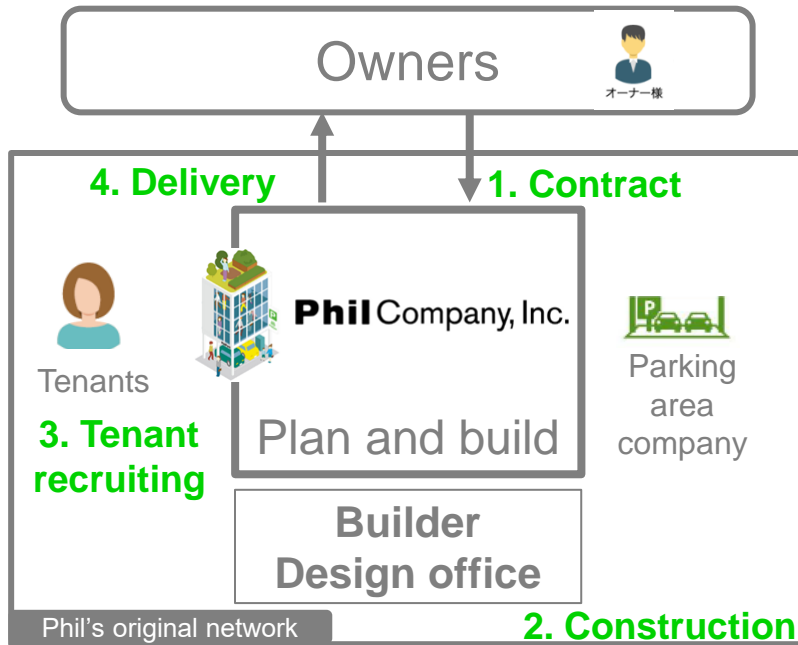 Owners
オーナー様
4. Delivery
1. Contract
Phil Company, Inc.
P
P
Tenants
Parking
area
company
3. Tenant
recruiting
Plan and build
Builder
Design office
Phil's original network
2. Construction